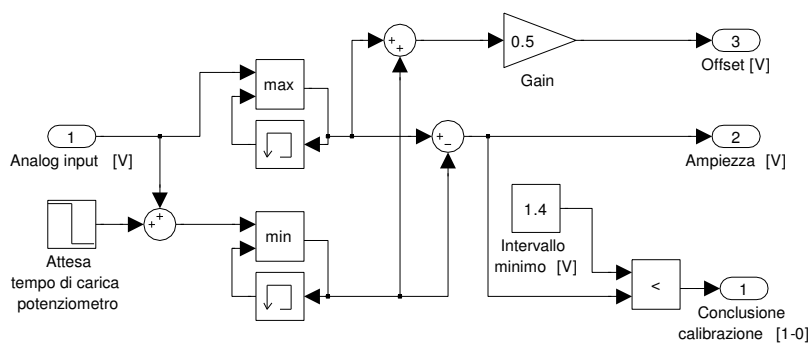 1
Analog input [V]
Attesa
tempo di carica
potenziometro
+
+
max
min
+
+
+
−
0.5
Gain
1.4
Intervallo
minimo [V]
<
3
Offset [V]
2
Ampiezza [V]
1
Conclusione
calibrazione [1-0]